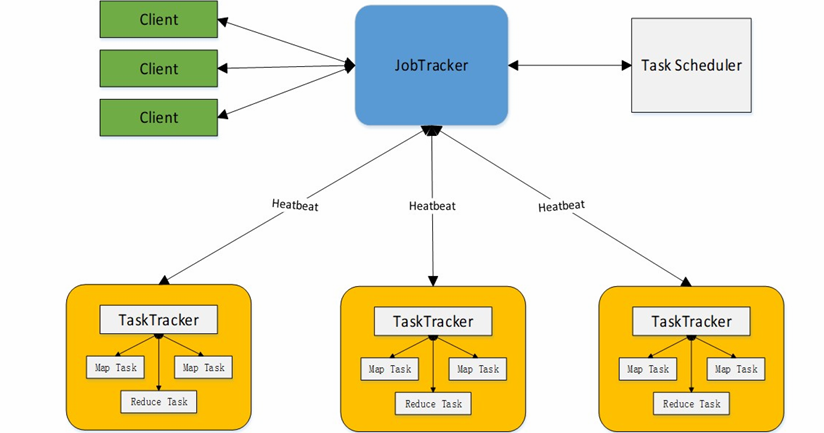 Client
Client
Client
JobTracker
Task Scheduler
Heatbeat
Heatbeat
Heatbeat
TaskTracker
Map Task
Map Task
Reduce Task
TaskTracker
Map Task
Map Task
Reduce Task
TaskTracker
Map Task
Map Task
Reduce Task